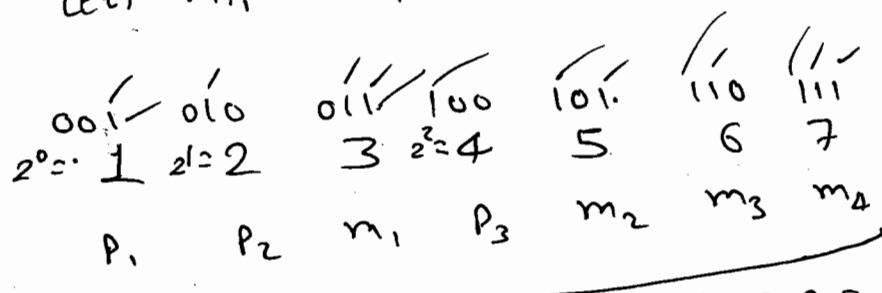 001 010 011 100 101 110 111
2⁰= 1 2¹= 2 3 2²= 4 5 6 7
P₁ P₂ m₁ P₃ m₂ m₃ m₄